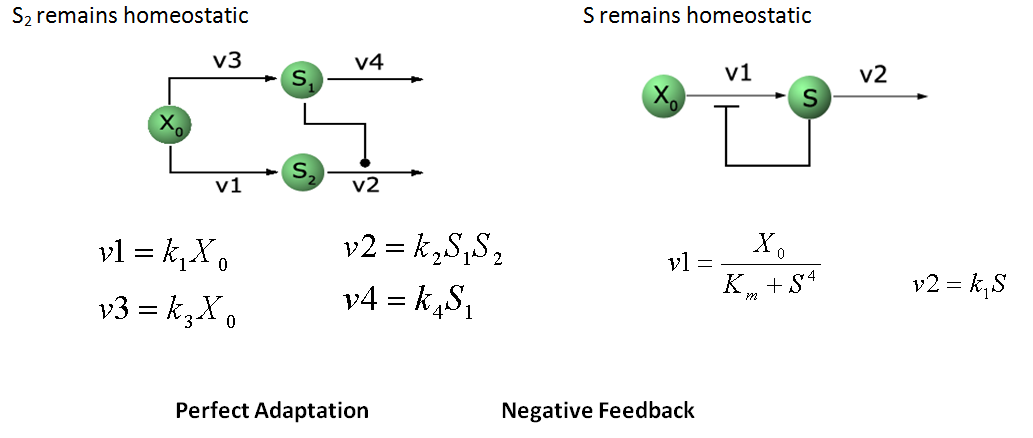 S₂ remains homeostatic
S remains homeostatic
v3
v4
S₁
X₀
v1
S₂
v2
v1
v2
X₀
S
v1 = k₁X₀
v2 = k₂S₁S₂
v3 = k₃X₀
v4 = k₄S₁
v1 = X₀ / (Kₘ + S⁴)
v2 = k₁S
Perfect Adaptation
Negative Feedback